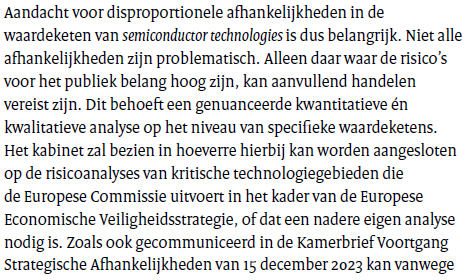 Aandacht voor disproportionele afhankelijkheden in de
waardeketen van semiconductor technologies is dus belangrijk. Niet alle
afhankelijkheden zijn problematisch. Alleen daar waar de risico’s
voor het publiek belang hoog zijn, kan aanvullend handelen
vereist zijn. Dit behoeft een genuanceerde kwantitatieve én
kwalitatieve analyse op het niveau van specifieke waardeketens.
Het kabinet zal bezien in hoeverre hierbij kan worden aangesloten
op de risicoanalyses van kritische technologiegebieden die
de Europese Commissie uitvoert in het kader van de Europese
Economische Veiligheidsstrategie, of dat een nadere eigen analyse
nodig is. Zoals ook gecommuniceerd in de Kamerbrief Voortgang
Strategische Afhankelijkheden van 15 december 2023 kan vanwege